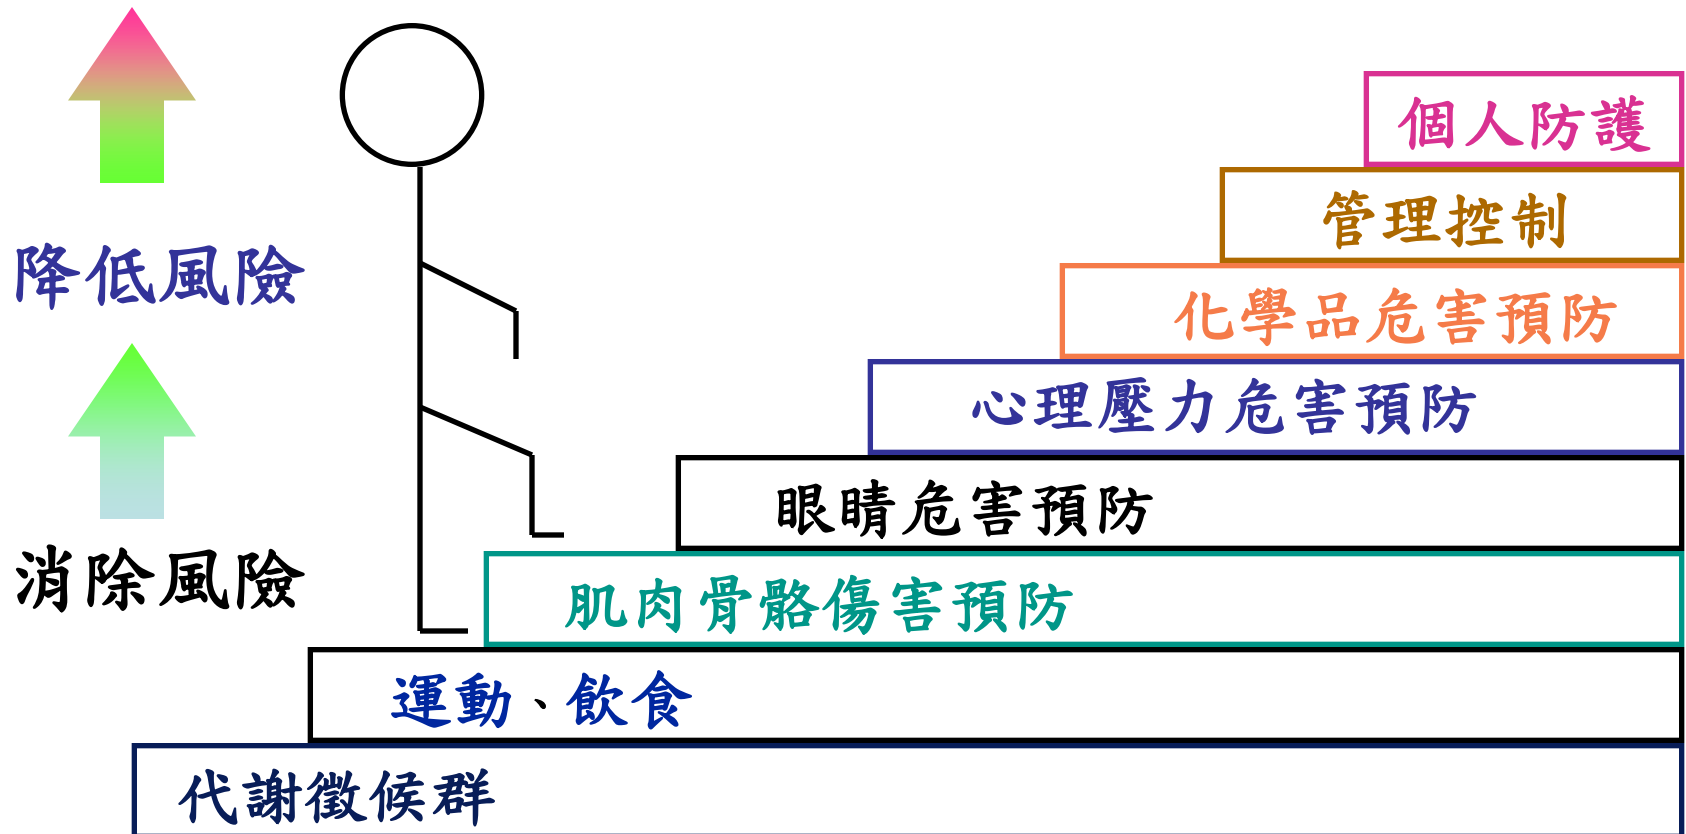 個人防護
管理控制
降低風險
化學品危害預防
心理壓力危害預防
眼睛危害預防
消除風險
肌肉骨骼傷害預防
運動、飲食
代謝徵候群